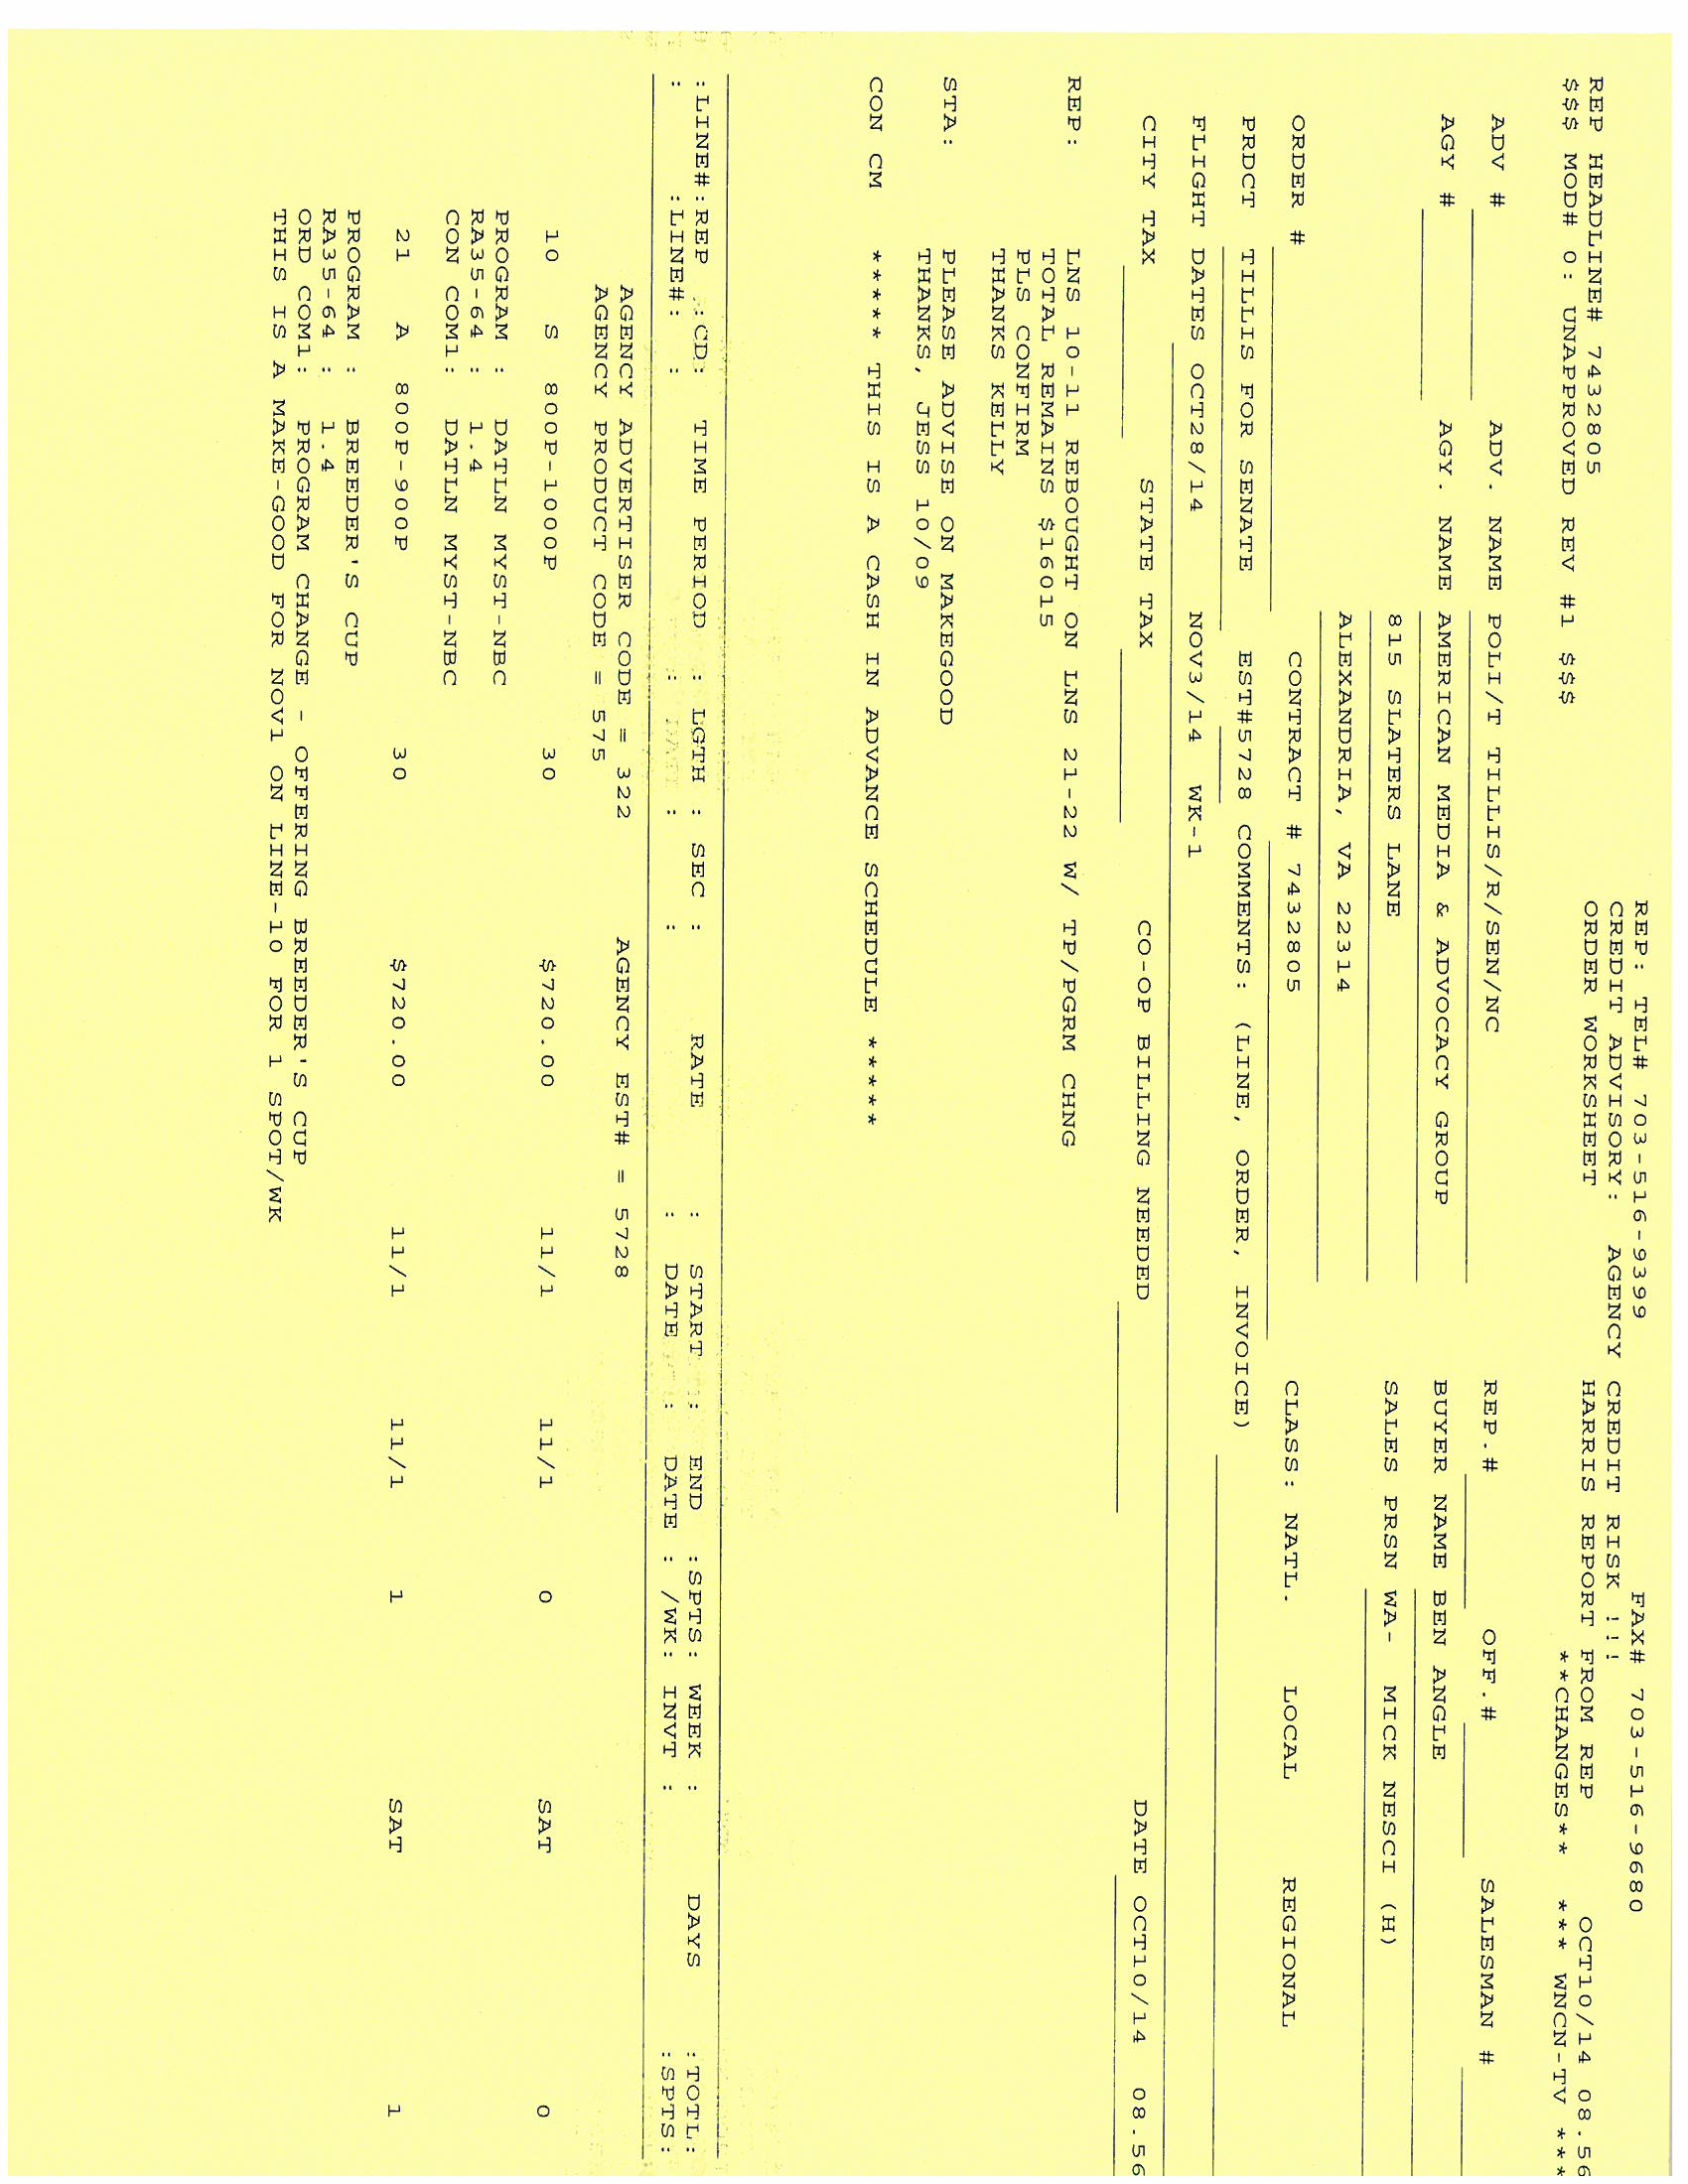 REP: TEL# 703-516-9399 FAX# 703-516-9680
CREDIT ADVISORY: AGENCY CREDIT RISK !!!
ORDER WORKSHEET HARRIS REPORT FROM REP OCT10/14 08.56
REP HEADLINE# 7432805 **CHANGES** *** WNCN-TV ***
$$$ MOD# 0: UNAPPROVED REV #1 $$$
ADV # ADV. NAME POLI/T TILLIS/R/SEN/NC REP.# OFF.# SALESMAN #
AGY # AGY. NAME AMERICAN MEDIA & ADVOCACY GROUP BUYER NAME BEN ANGLE
815 SLATERS LANE SALES PRSN WA- MICK NESCI (H)
ALEXANDRIA, VA 22314
ORDER # CONTRACT # 7432805 CLASS: NATL. LOCAL REGIONAL
PRDCT TILLIS FOR SENATE EST#5728 COMMENTS: (LINE, ORDER, INVOICE)
FLIGHT DATES OCT28/14 NOV3/14 WK-1
CITY TAX STATE TAX CO-OP BILLING NEEDED DATE OCT10/14 08.56
REP: LNS 10-11 REBOUGHT ON LNS 21-22 W/ TP/PGRM CHNG
TOTAL REMAINS $16015
PLS CONFIRM
THANKS KELLY
STA: PLEASE ADVISE ON MAKEGOOD
THANKS, JESS 10/09
CON CM ***** THIS IS A CASH IN ADVANCE SCHEDULE *****
:LINE#:REP :CD: TIME PERIOD : LGTH : SEC : RATE : START : END :SPTS: WEEK : DAYS :TOTL:
: :LINE#: : : : : : DATE : DATE : /WK: INVT : :SPTS:
AGENCY ADVERTISER CODE = 322 AGENCY EST# = 5728
AGENCY PRODUCT CODE = 575
10 S 800P-1000P 30 $720.00 11/1 11/1 0 SAT 0
PROGRAM : DATLN MYST-NBC
RA35-64 : 1.4
CON COM1: DATLN MYST-NBC
21 A 800P-900P 30 $720.00 11/1 11/1 1 SAT 1
PROGRAM : BREEDER'S CUP
RA35-64 : 1.4
ORD COM1: PROGRAM CHANGE - OFFERING BREEDER'S CUP
THIS IS A MAKE-GOOD FOR NOV1 ON LINE-10 FOR 1 SPOT/WK